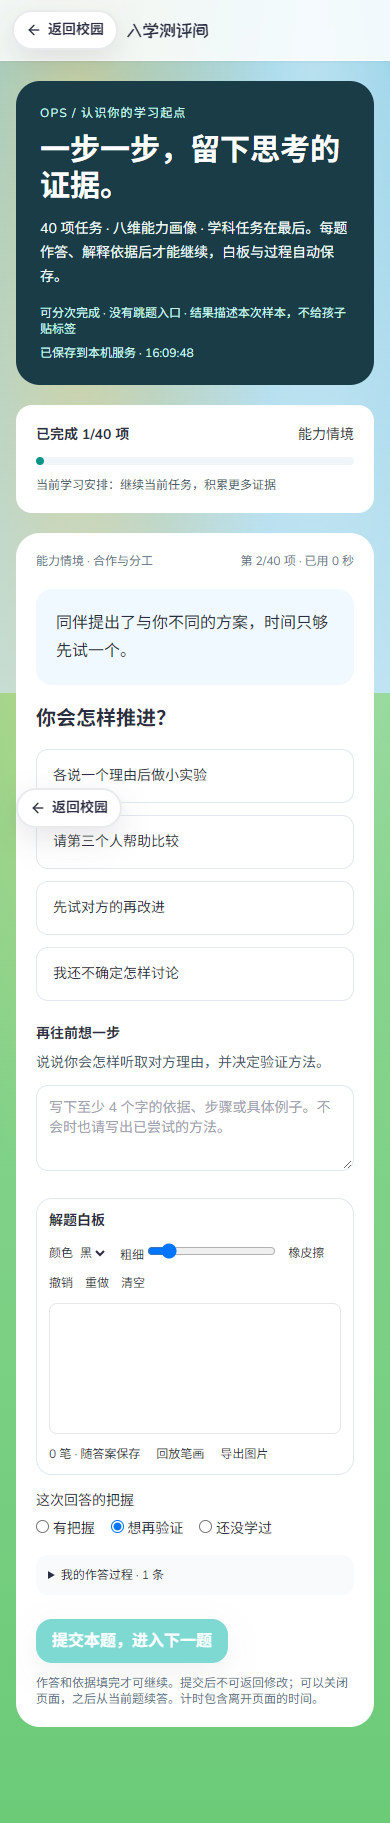 返回校园 入学测评间
OPS / 认识你的学习起点
一步一步，留下思考的
证据。
40 项任务 · 八维能力画像 · 学科任务在最后。每题
作答、解释依据后才能继续，白板与过程自动保
存。
可分次完成 · 没有跳题入口 · 结果描述本次样本，不给孩子
贴标签
已保存到本机服务 · 16:09:48
已完成 1/40 项 能力情境
当前学习安排：继续当前任务，积累更多证据
能力情境 · 合作与分工 第 2/40 项 · 已用 0 秒
同伴提出了与你不同的方案，时间只够
先试一个。
你会怎样推进？
各说一个理由后做小实验
返回校园
请第三个人帮助比较
先试对方的再改进
我还不确定怎样讨论
再往前想一步
说说你会怎样听取对方理由，并决定验证方法。
写下至少 4 个字的依据、步骤或具体例子。不
会时也请写出已尝试的方法。
解题白板
颜色 黑 粗细 橡皮擦
撤销 重做 清空
0 笔 · 随答案保存 回放笔画 导出图片
这次回答的把握
有把握 想再验证 还没学过
我的作答过程 · 1 条
提交本题，进入下一题
作答和依据填完才可继续。提交后不可返回修改；可以关闭
页面，之后从当前题续答。计时包含离开页面的时间。